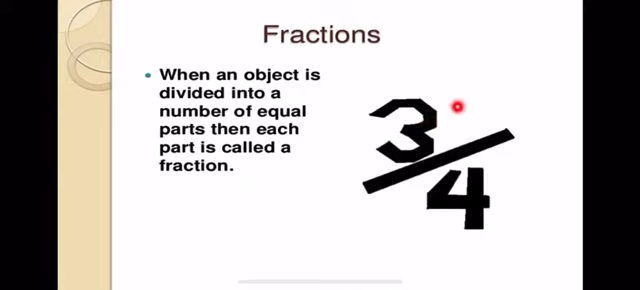 Fractions
When an object is
divided into a
number of equal
parts then each
part is called a
fraction.
3/4